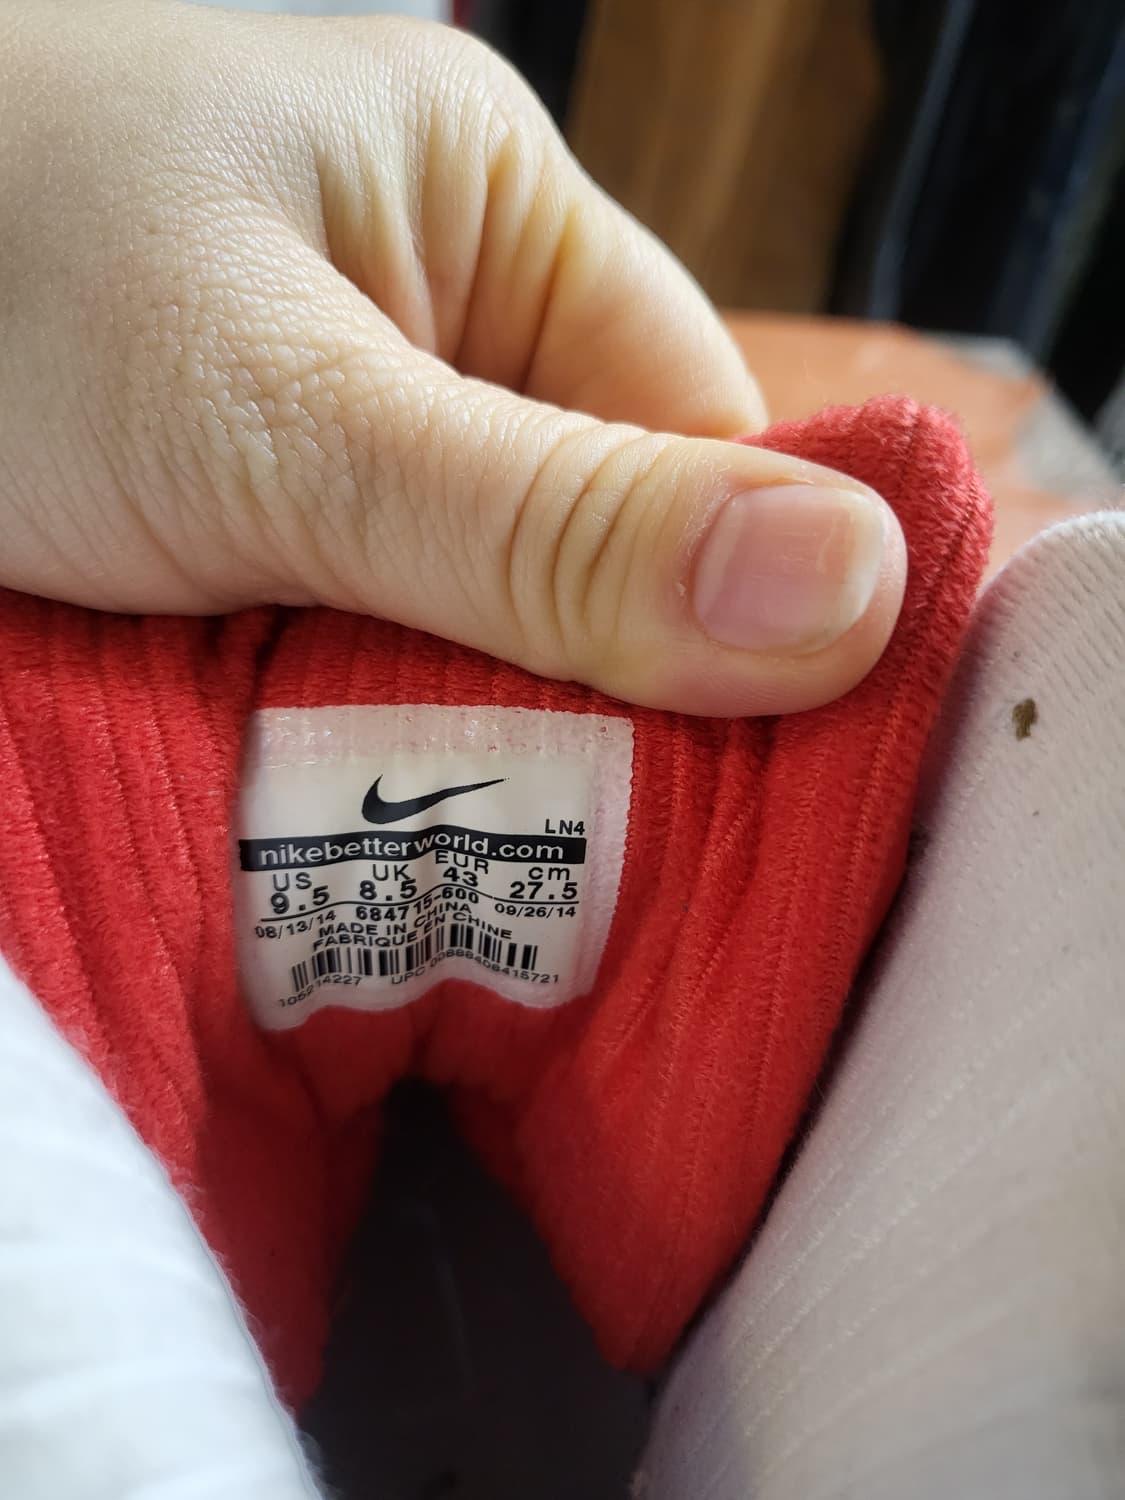 LN4
nikebetterworld.com
US UK EUR cm
9.5 8.5 43 27.5
08/13/14 684715-600 09/26/14
MADE IN CHINA
FABRIQUE EN CHINE
105214227 UPC 00888408415721